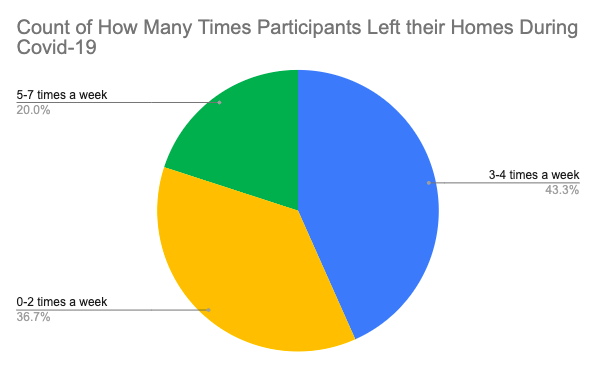 Count of How Many Times Participants Left their Homes During
Covid-19
5-7 times a week
20.0%
3-4 times a week
43.3%
0-2 times a week
36.7%